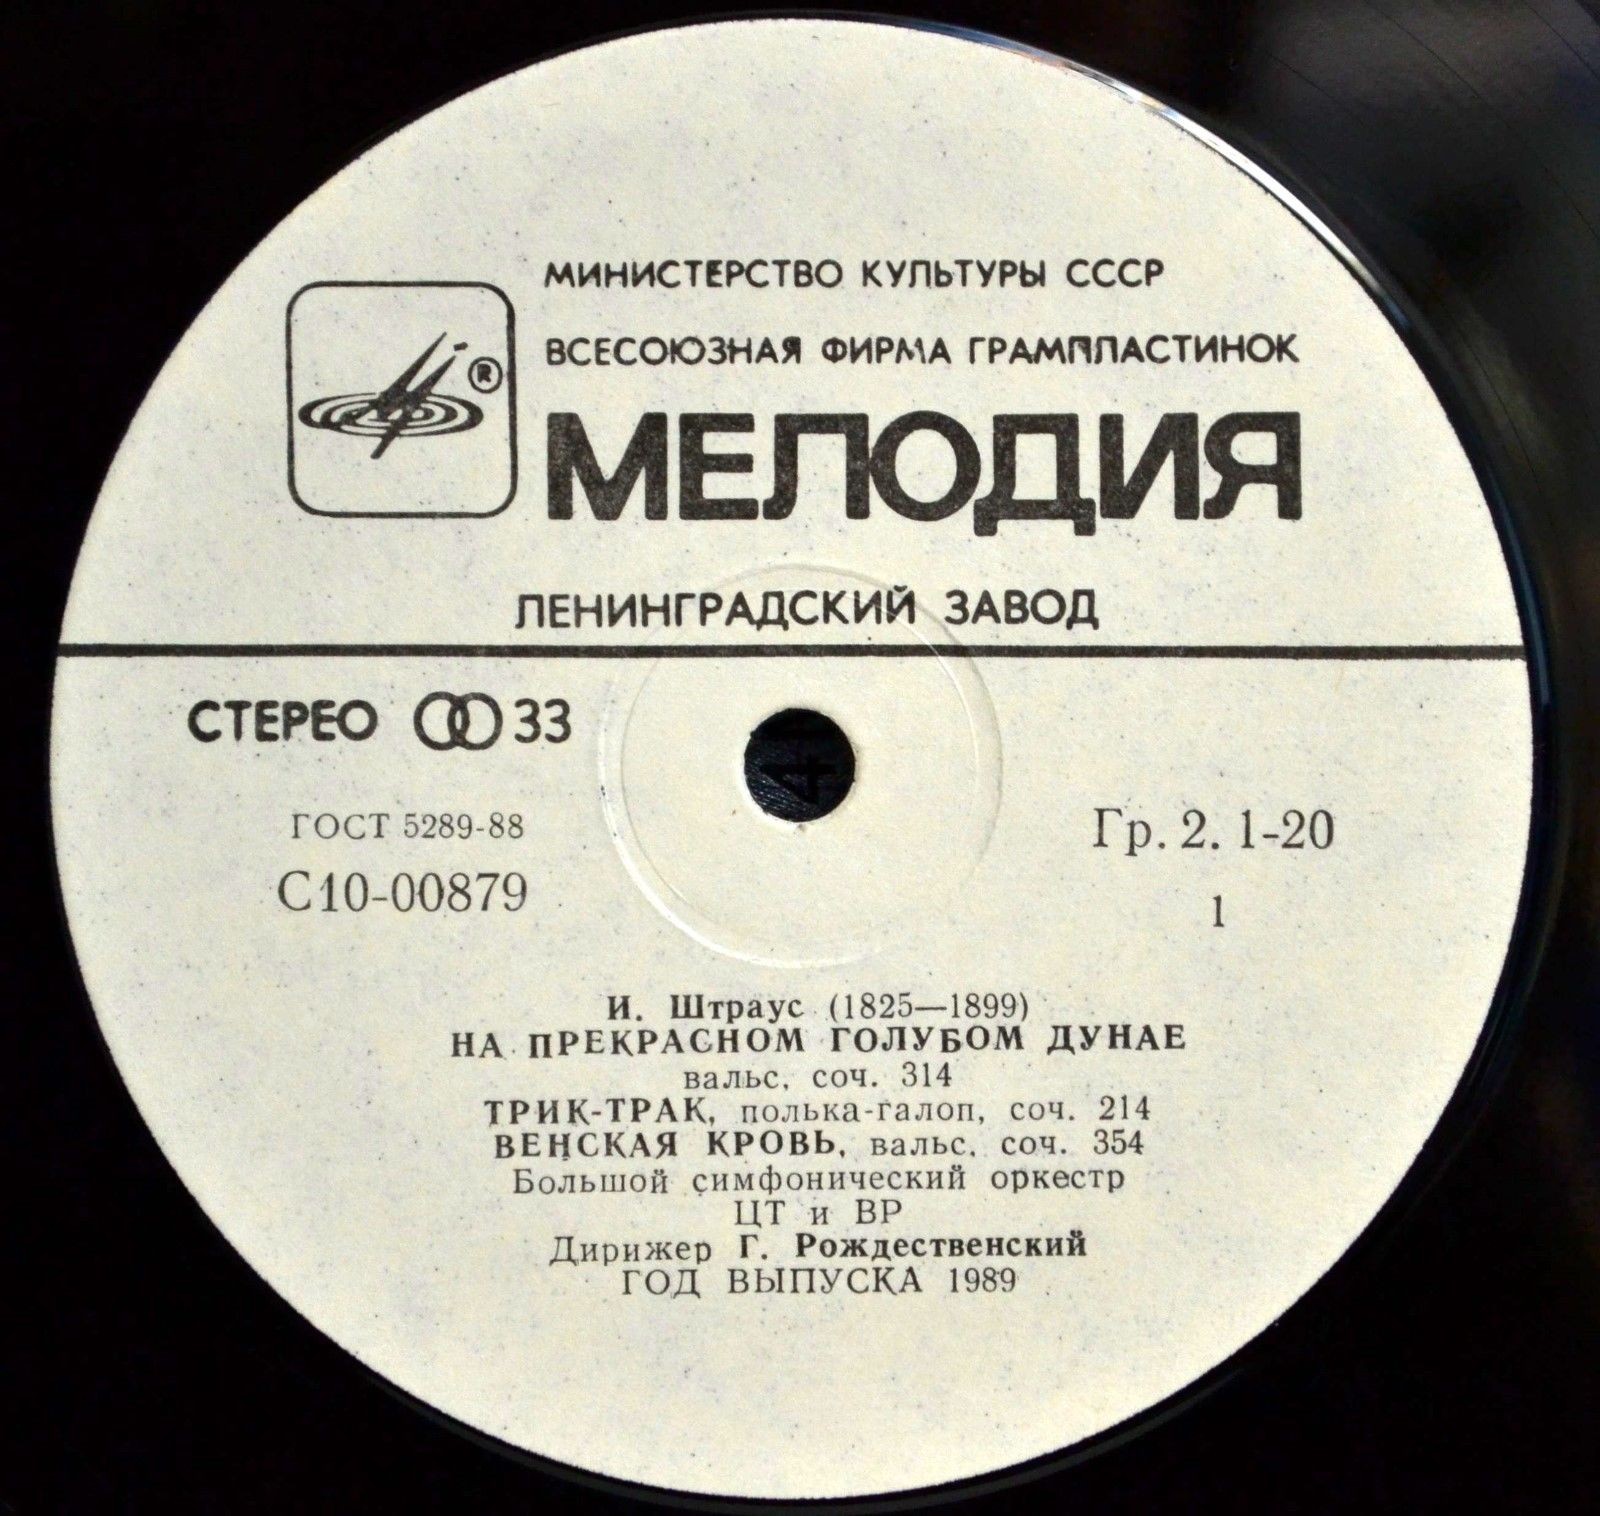 МИНИСТЕРСТВО КУЛЬТУРЫ СССР
ВСЕСОЮЗНАЯ ФИРМА ГРАМПЛАСТИНОК
®
МЕЛОДИЯ
ЛЕНИНГРАДСКИЙ ЗАВОД
СТЕРЕО 33
ГОСТ 5289-88
Гр. 2. 1-20
С10-00879
1
И. Штраус (1825—1899)
НА ПРЕКРАСНОМ ГОЛУБОМ ДУНАЕ
вальс, соч. 314
ТРИК-ТРАК, полька-галоп, соч. 214
ВЕНСКАЯ КРОВЬ, вальс, соч. 354
Большой симфонический оркестр
ЦТ и ВР
Дирижер Г. Рождественский
ГОД ВЫПУСКА 1989